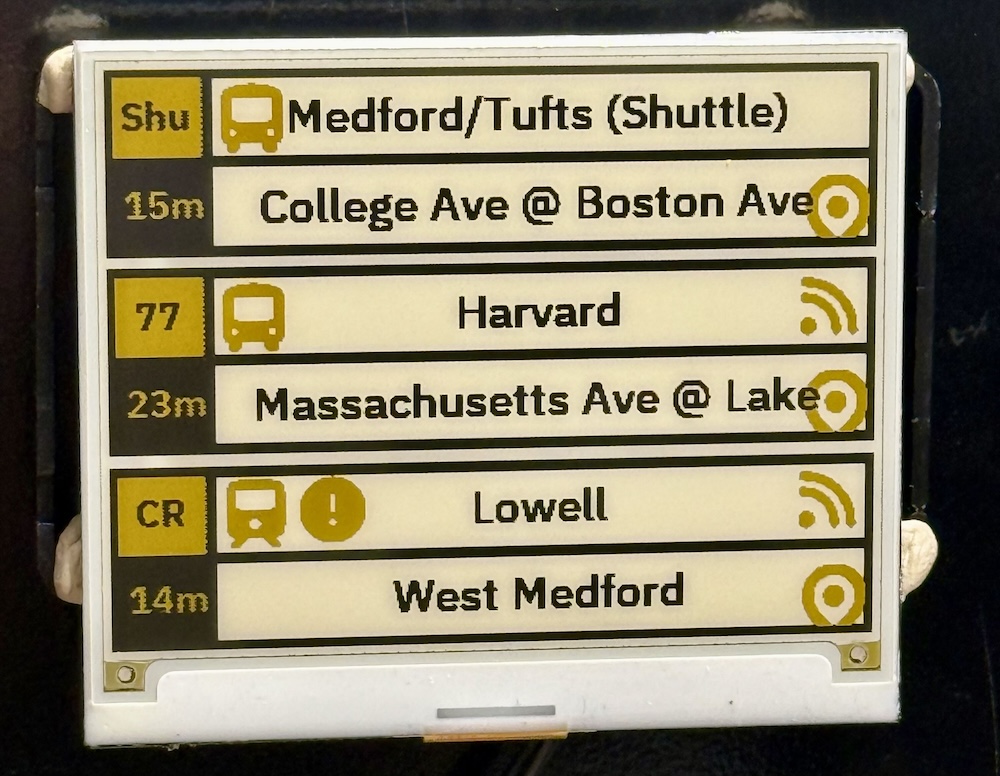 Shu Medford/Tufts (Shuttle)
15m College Ave @ Boston Ave
77 Harvard
23m Massachusetts Ave @ Lake
CR ! Lowell
14m West Medford